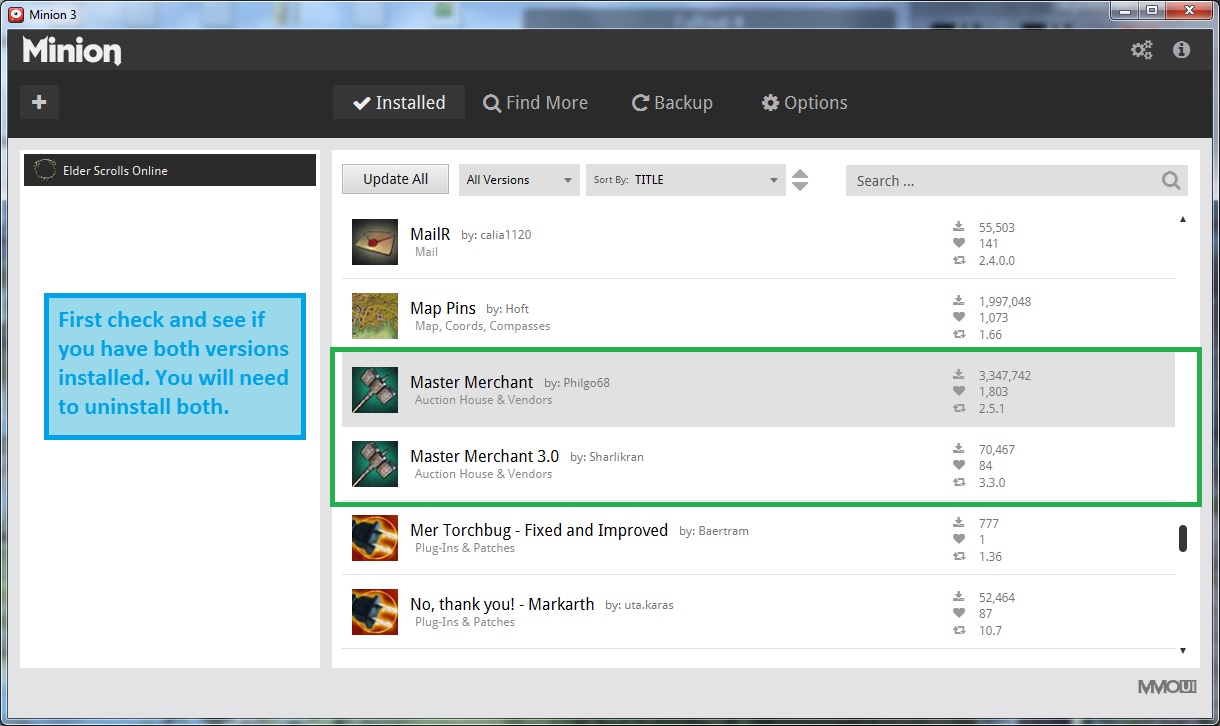 Minion 3
Minion
Installed
Find More
Backup
Options
Elder Scrolls Online
Update All
All Versions
Sort By: TITLE
Search ...
MailR by: calia1120
Mail
55,503
141
2.4.0.0
Map Pins by: Hoft
Map, Coords, Compasses
1,997,048
1,073
1.66
First check and see if
you have both versions
installed. You will need
to uninstall both.
Master Merchant by: Philgo68
Auction House & Vendors
3,347,742
1,803
2.5.1
Master Merchant 3.0 by: Sharlikran
Auction House & Vendors
70,467
84
3.3.0
Mer Torchbug - Fixed and Improved by: Baertram
Plug-Ins & Patches
777
1
1.36
No, thank you! - Markarth by: uta.karas
Plug-Ins & Patches
52,464
87
10.7
MMOUI